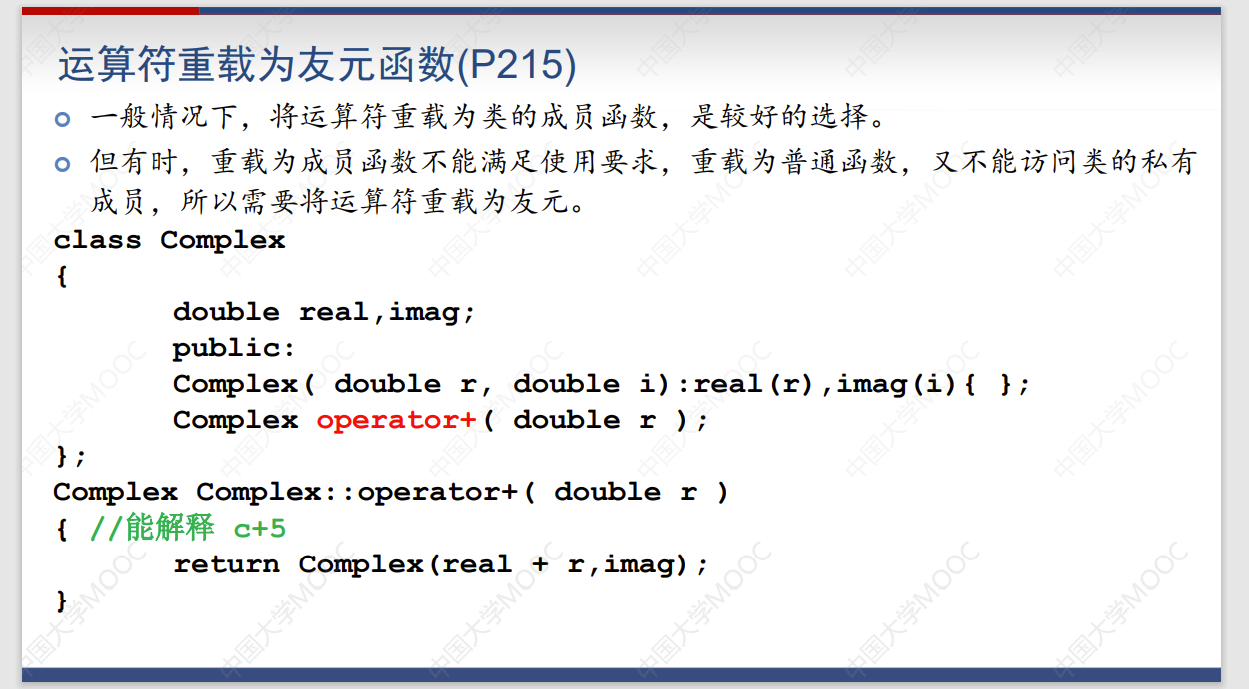 运算符重载为友元函数(P215)
一般情况下，将运算符重载为类的成员函数，是较好的选择。
但有时，重载为成员函数不能满足使用要求，重载为普通函数，又不能访问类的私有
成员，所以需要将运算符重载为友元。
class Complex
{
double real,imag;
public:
Complex( double r, double i):real(r),imag(i){ };
Complex operator+( double r );
};
Complex Complex::operator+( double r )
{ //能解释 c+5
return Complex(real + r,imag);
}
中国大学MOOC